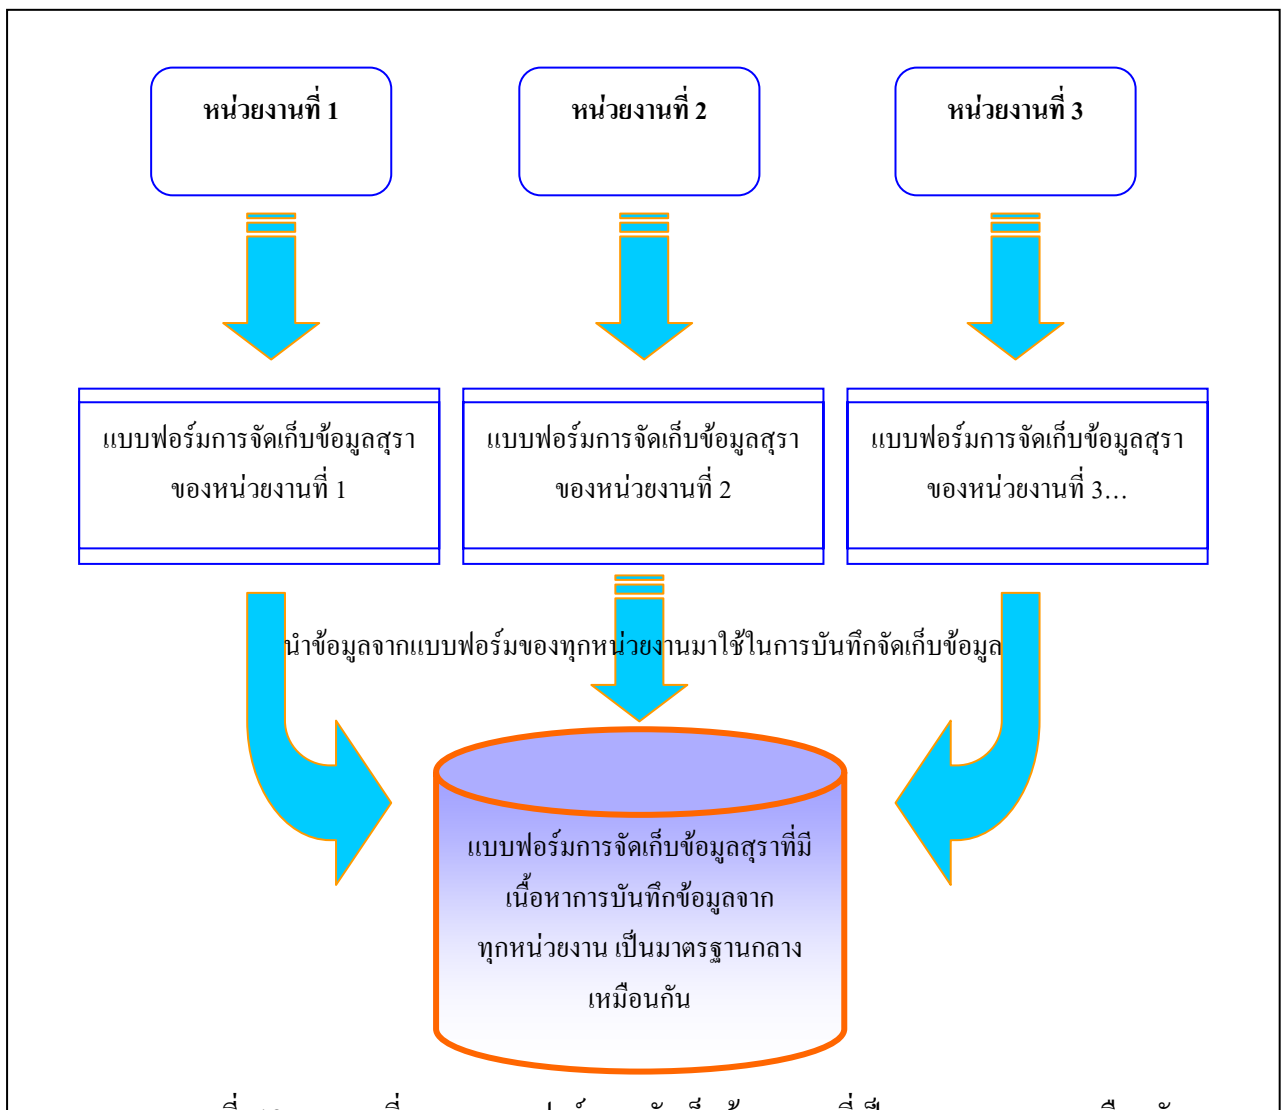 หน่วยงานที่ 1
หน่วยงานที่ 2
หน่วยงานที่ 3
แบบฟอร์มการจัดเก็บข้อมูลสุรา
ของหน่วยงานที่ 1
แบบฟอร์มการจัดเก็บข้อมูลสุรา
ของหน่วยงานที่ 2
แบบฟอร์มการจัดเก็บข้อมูลสุรา
ของหน่วยงานที่ 3...
นำข้อมูลจากแบบฟอร์มของทุกหน่วยงานมาใช้ในการบันทึกจัดเก็บข้อมูล
แบบฟอร์มการจัดเก็บข้อมูลสุราที่มี
เนื้อหาการบันทึกข้อมูลจาก
ทุกหน่วยงาน เป็นมาตรฐานกลาง
เหมือนกัน